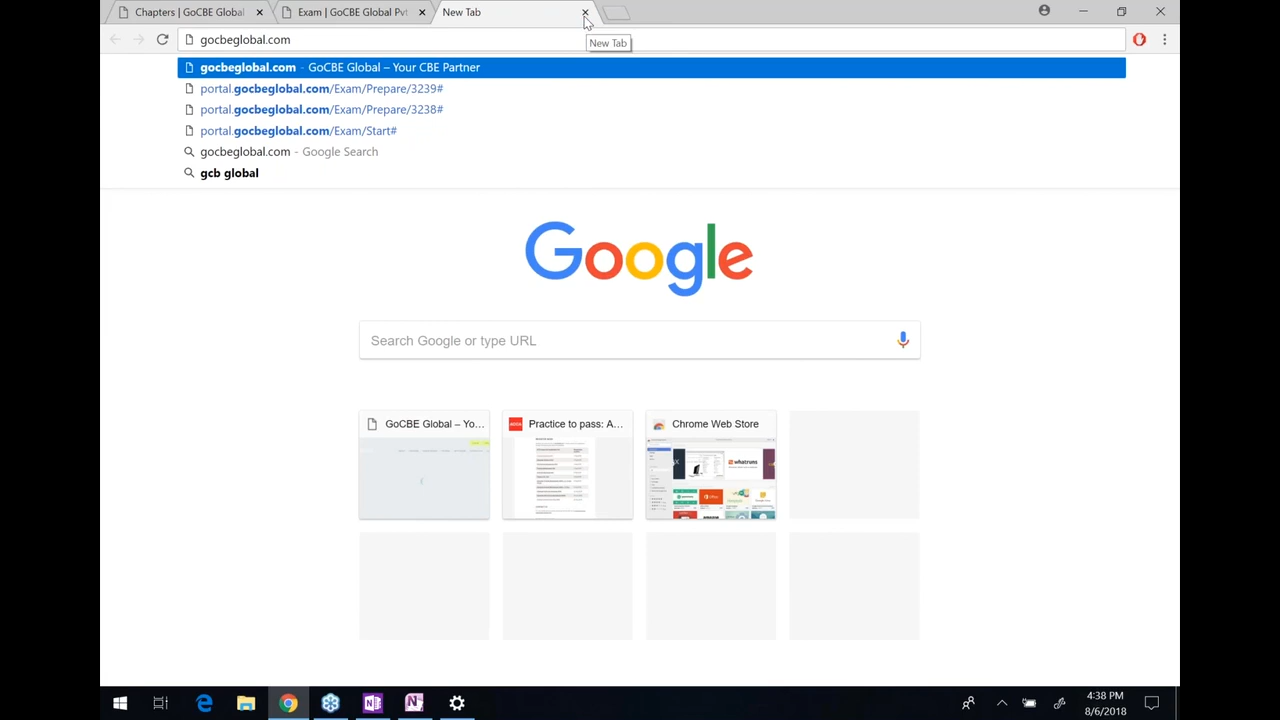 Chapters | GoCBE Global
Exam | GoCBE Global Pvt
New Tab
gocbeglobal.com
New Tab
gocbeglobal.com - GoCBE Global – Your CBE Partner
portal.gocbeglobal.com/Exam/Prepare/3239#
portal.gocbeglobal.com/Exam/Prepare/3238#
portal.gocbeglobal.com/Exam/Start#
gocbeglobal.com - Google Search
gcb global
Google
Search Google or type URL
GoCBE Global – Yo...
Practice to pass: A...
Chrome Web Store
whatruns
4:38 PM
8/6/2018